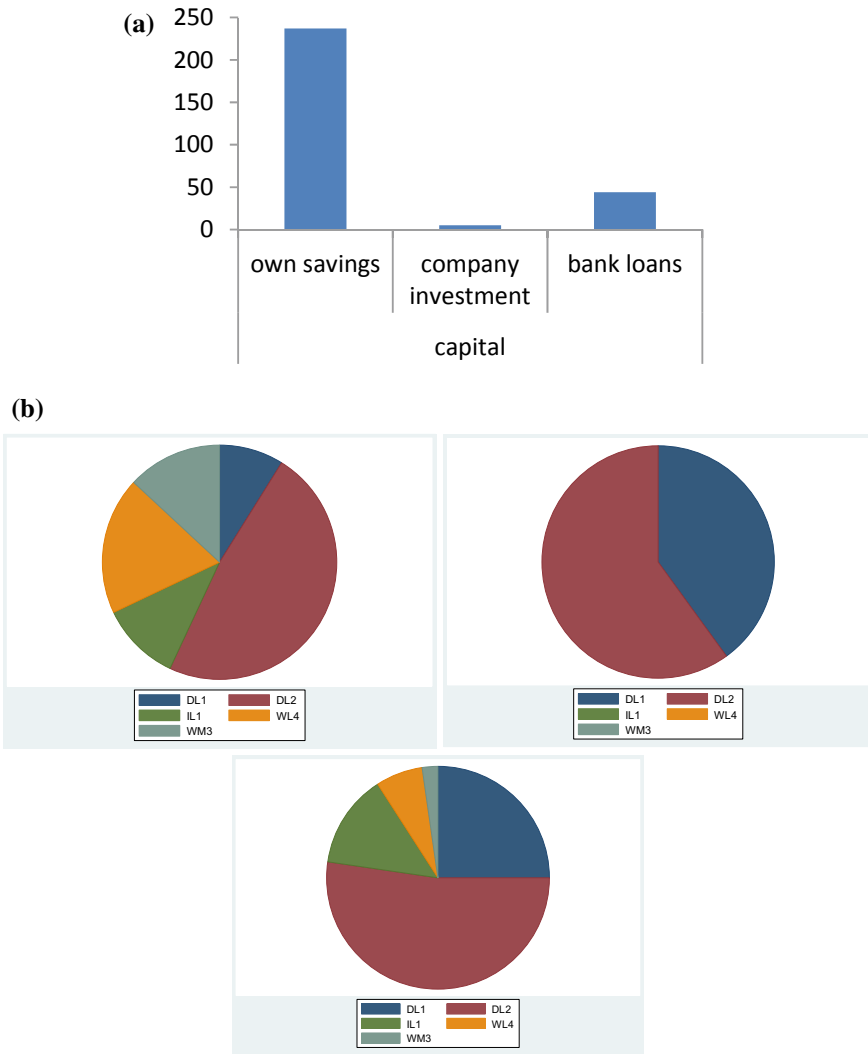 (a)
250
200
150
100
50
0
own savings
company
investment
bank loans
capital
(b)
DL1 DL2
IL1 WL4
WM3
DL1 DL2
IL1 WL4
WM3
DL1 DL2
IL1 WL4
WM3